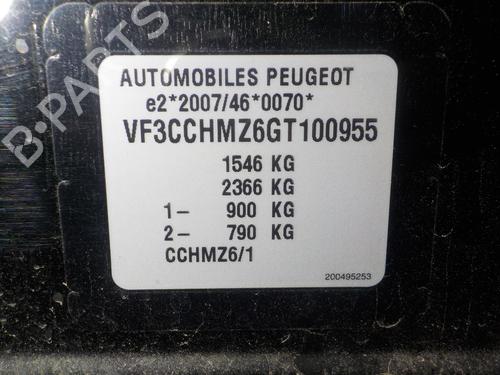 B-PARTS
AUTOMOBILES PEUGEOT
e2*2007/46*0070*
VF3CCHMZ6GT100955
1546 KG
2366 KG
1- 900 KG
2- 790 KG
CCHMZ6/1
200495253